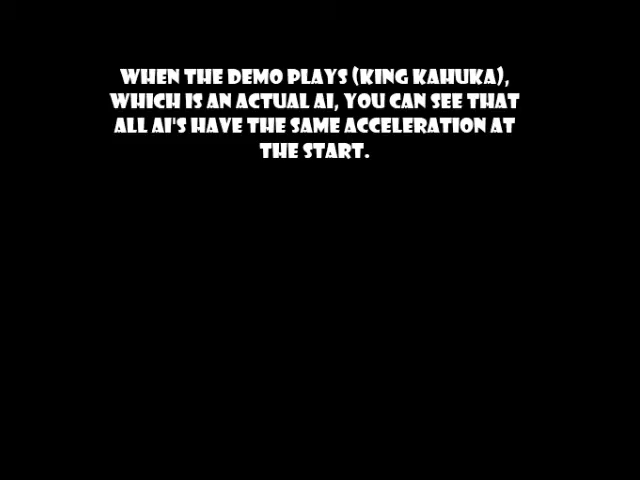 WHEN THE DEMO PLAYS (KING KAHUKA),
WHICH IS AN ACTUAL AI, YOU CAN SEE THAT
ALL AI'S HAVE THE SAME ACCELERATION AT
THE START.